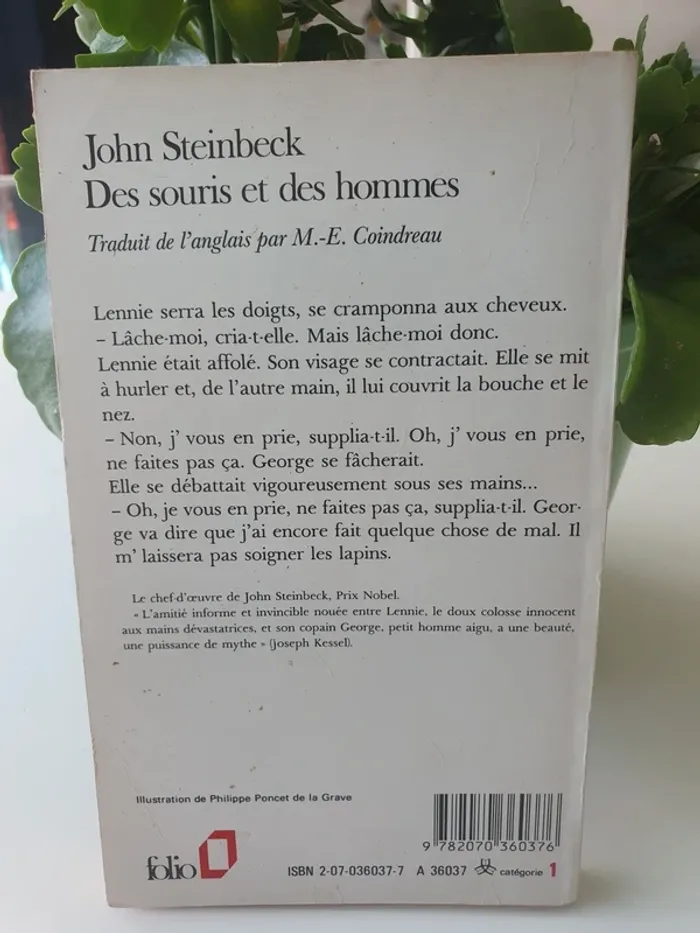 John Steinbeck
Des souris et des hommes
Traduit de l'anglais par M.-E. Coindreau
Lennie serra les doigts, se cramponna aux cheveux.
– Lâche-moi, cria-t-elle. Mais lâche-moi donc.
Lennie était affolé. Son visage se contractait. Elle se mit
à hurler et, de l'autre main, il lui couvrit la bouche et le
nez.
– Non, j' vous en prie, supplia-t-il. Oh, j' vous en prie,
ne faites pas ça. George se fâcherait.
Elle se débattait vigoureusement sous ses mains...
– Oh, je vous en prie, ne faites pas ça, supplia-t-il. Geor-
ge va dire que j'ai encore fait quelque chose de mal. Il
m' laissera pas soigner les lapins.
Le chef-d'œuvre de John Steinbeck, Prix Nobel.
« L'amitié informe et invincible nouée entre Lennie, le doux colosse innocent
aux mains dévastatrices, et son copain George, petit homme aigu, a une beauté,
une puissance de mythe » (Joseph Kessel).
Illustration de Philippe Poncet de la Grave
9 782070 360376
folio
ISBN 2-07-036037-7 A 36037 catégorie 1